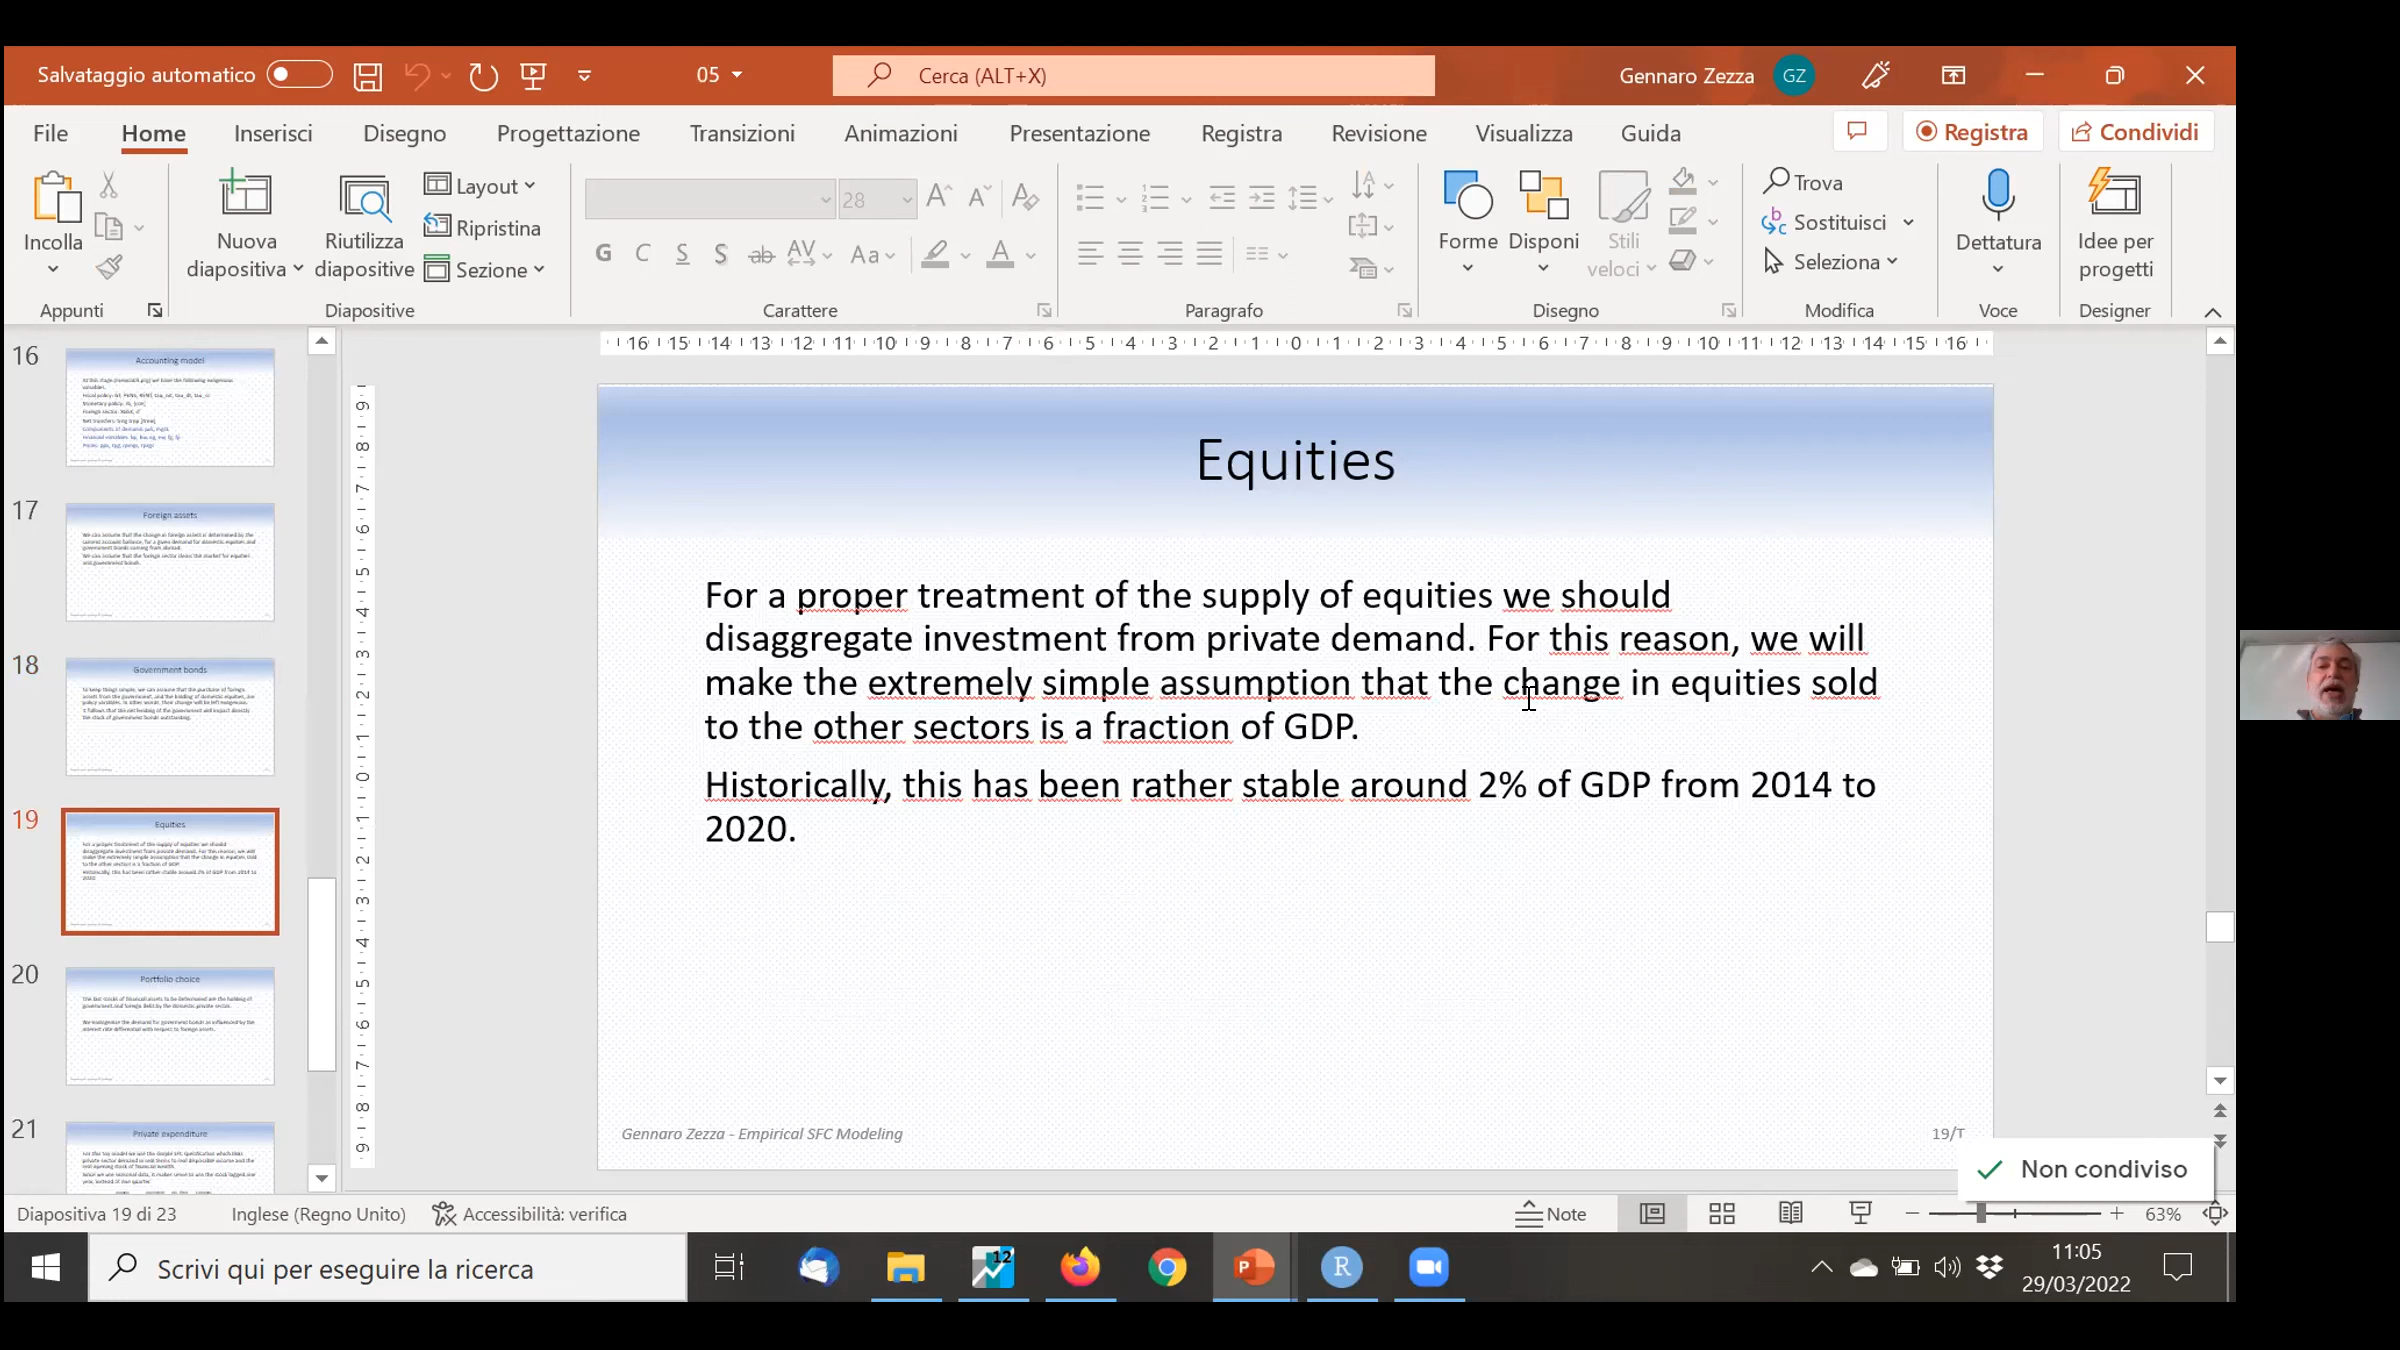 Salvataggio automatico
05
Cerca (ALT+X)
Gennaro Zezza
GZ
File
Home
Inserisci
Disegno
Progettazione
Transizioni
Animazioni
Presentazione
Registra
Revisione
Visualizza
Guida
Registra
Condividi
Incolla
Nuova
diapositiva
Riutilizza
diapositive
Layout
Ripristina
Sezione
28
Forme
Disponi
Stili
veloci
Trova
Sostituisci
Seleziona
Dettatura
Idee per
progetti
Appunti
Diapositive
Carattere
Paragrafo
Disegno
Modifica
Voce
Designer
16
Accounting model
17
Foreign assets
18
Government bonds
19
Equities
20
Portfolio choice
21
Private expenditure
Equities
For a proper treatment of the supply of equities we should
disaggregate investment from private demand. For this reason, we will
make the extremely simple assumption that the change in equities sold
to the other sectors is a fraction of GDP.
Historically, this has been rather stable around 2% of GDP from 2014 to
2020.
Gennaro Zezza - Empirical SFC Modeling
19/T
Non condiviso
Diapositiva 19 di 23
Inglese (Regno Unito)
Accessibilità: verifica
Note
63%
Scrivi qui per eseguire la ricerca
12
11:05
29/03/2022